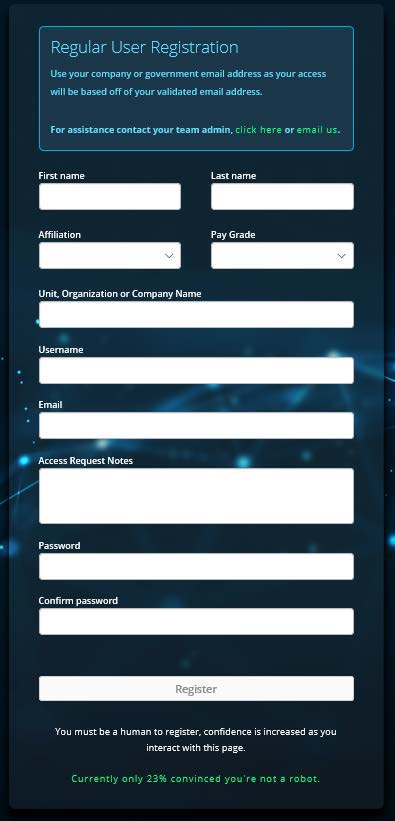 Regular User Registration
Use your company or government email address as your access
will be based off of your validated email address.
For assistance contact your team admin, click here or email us.
First name
Last name
Affiliation
Pay Grade
Unit, Organization or Company Name
Username
Email
Access Request Notes
Password
Confirm password
Register
You must be a human to register, confidence is increased as you
interact with this page.
Currently only 23% convinced you're not a robot.